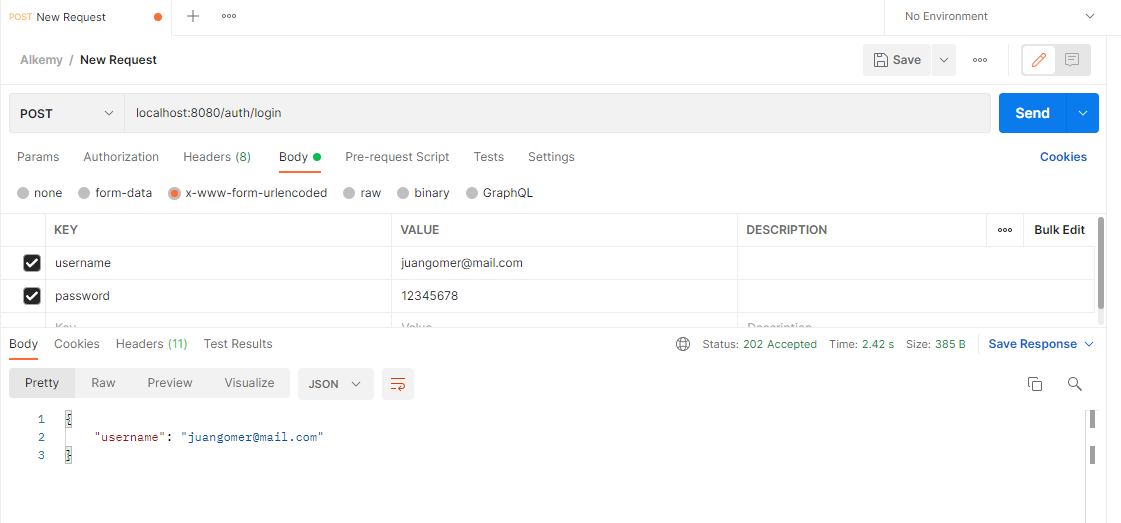 POST New Request
No Environment
Alkemy / New Request
Save
POST localhost:8080/auth/login Send
Params Authorization Headers (8) Body Pre-request Script Tests Settings Cookies
none form-data x-www-form-urlencoded raw binary GraphQL
KEY VALUE DESCRIPTION Bulk Edit
username juangomer@mail.com
password 12345678
Key Value Description
Body Cookies Headers (11) Test Results Status: 202 Accepted Time: 2.42 s Size: 385 B Save Response
Pretty Raw Preview Visualize JSON
1 {
2 "username": "juangomer@mail.com"
3 }